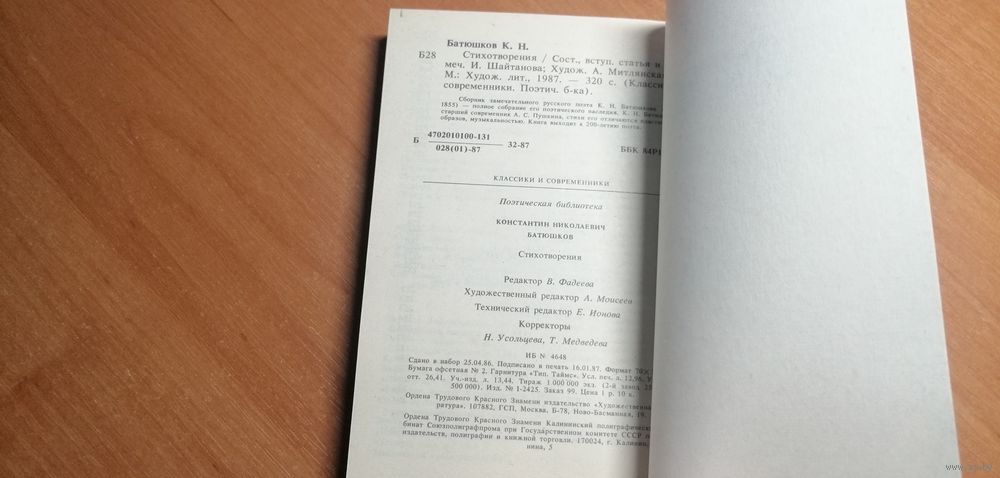 Батюшков К. Н.
Б28 Стихотворения / Сост., вступ. статья и
меч. И. Шайтанова; Худож. А. Митлянская
М.: Худож. лит., 1987. — 320 с. (Класси
современники. Поэтич. б-ка).
Сборник замечательного русского поэта К. Н. Батюшкова
1855) — полное собрание его поэтического наследия. К. Н. Батю
старший современник А. С. Пушкина, стихи его отличаются
образов, музыкальностью. Книга выходит к 200-летию поэта.
4702010100-131
Б 32-87
028(01)-87
ББК 84Р1
КЛАССИКИ И СОВРЕМЕННИКИ
Поэтическая библиотека
КОНСТАНТИН НИКОЛАЕВИЧ
БАТЮШКОВ
Стихотворения
Редактор В. Фадеева
Художественный редактор А. Моисеев
Технический редактор Е. Ионова
Корректоры
Н. Усольцева, Т. Медведева
ИБ № 4648
Сдано в набор 25.04.86. Подписано в печать 16.01.87. Формат
Бумага офсетная № 2. Гарнитура «Тип. Таймс». Усл. печ. л. 12,96. У
отт. 26,41. Уч.-изд. л. 13,44. Тираж 1 000 000 экз. (2-й завод
500 000). Изд. № I-2425. Заказ 99. Цена 1 р. 10 к.
Ордена Трудового Красного Знамени издательство «Художественная
ратура». 107882, ГСП, Москва, Б-78, Ново-Басманная, 19.
Ордена Трудового Красного Знамени Калининский полиграфичес
бинат Союзполиграфпрома при Государственном комитете СССР
издательств, полиграфии и книжной торговли. 170024, г. Калинин,
нина, 5